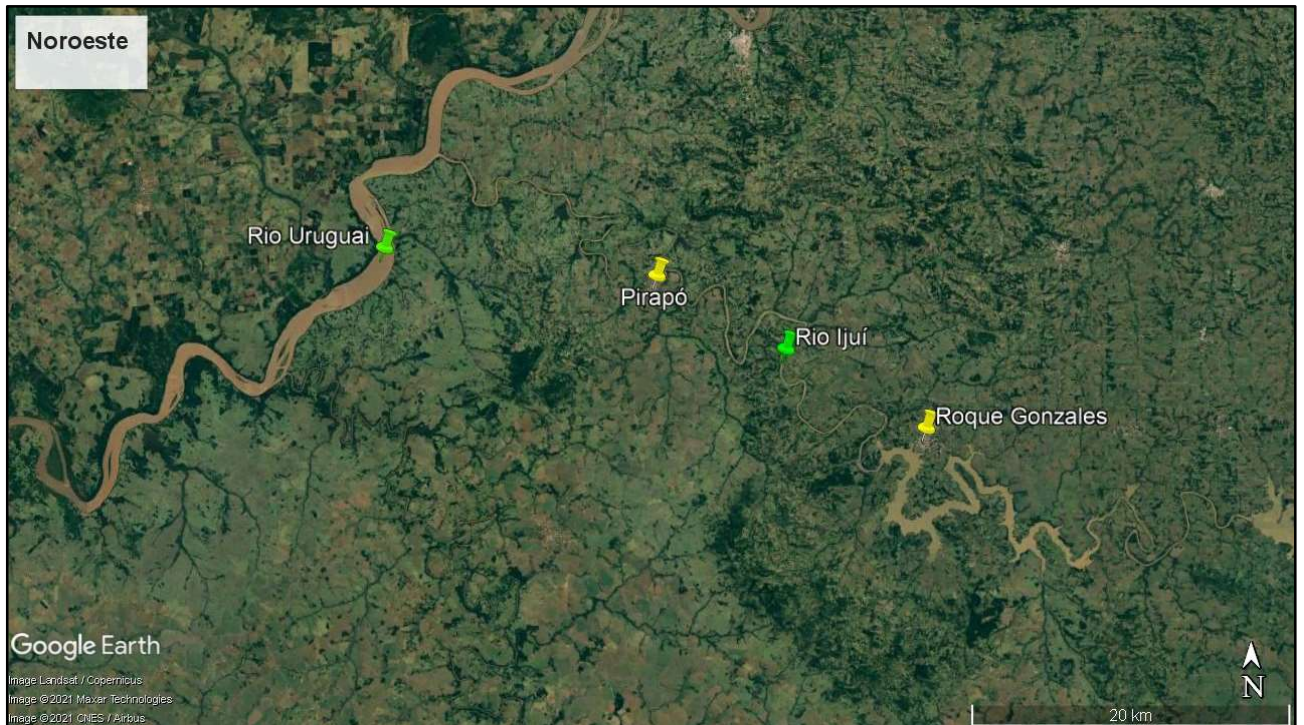 Noroeste
Rio Uruguai
Pirapó
Rio Ijuí
Roque Gonzales
Google Earth
Image Landsat / Copernicus
Image ©2021 Maxar Technologies
Image ©2021 CNES / Airbus
N
20 km